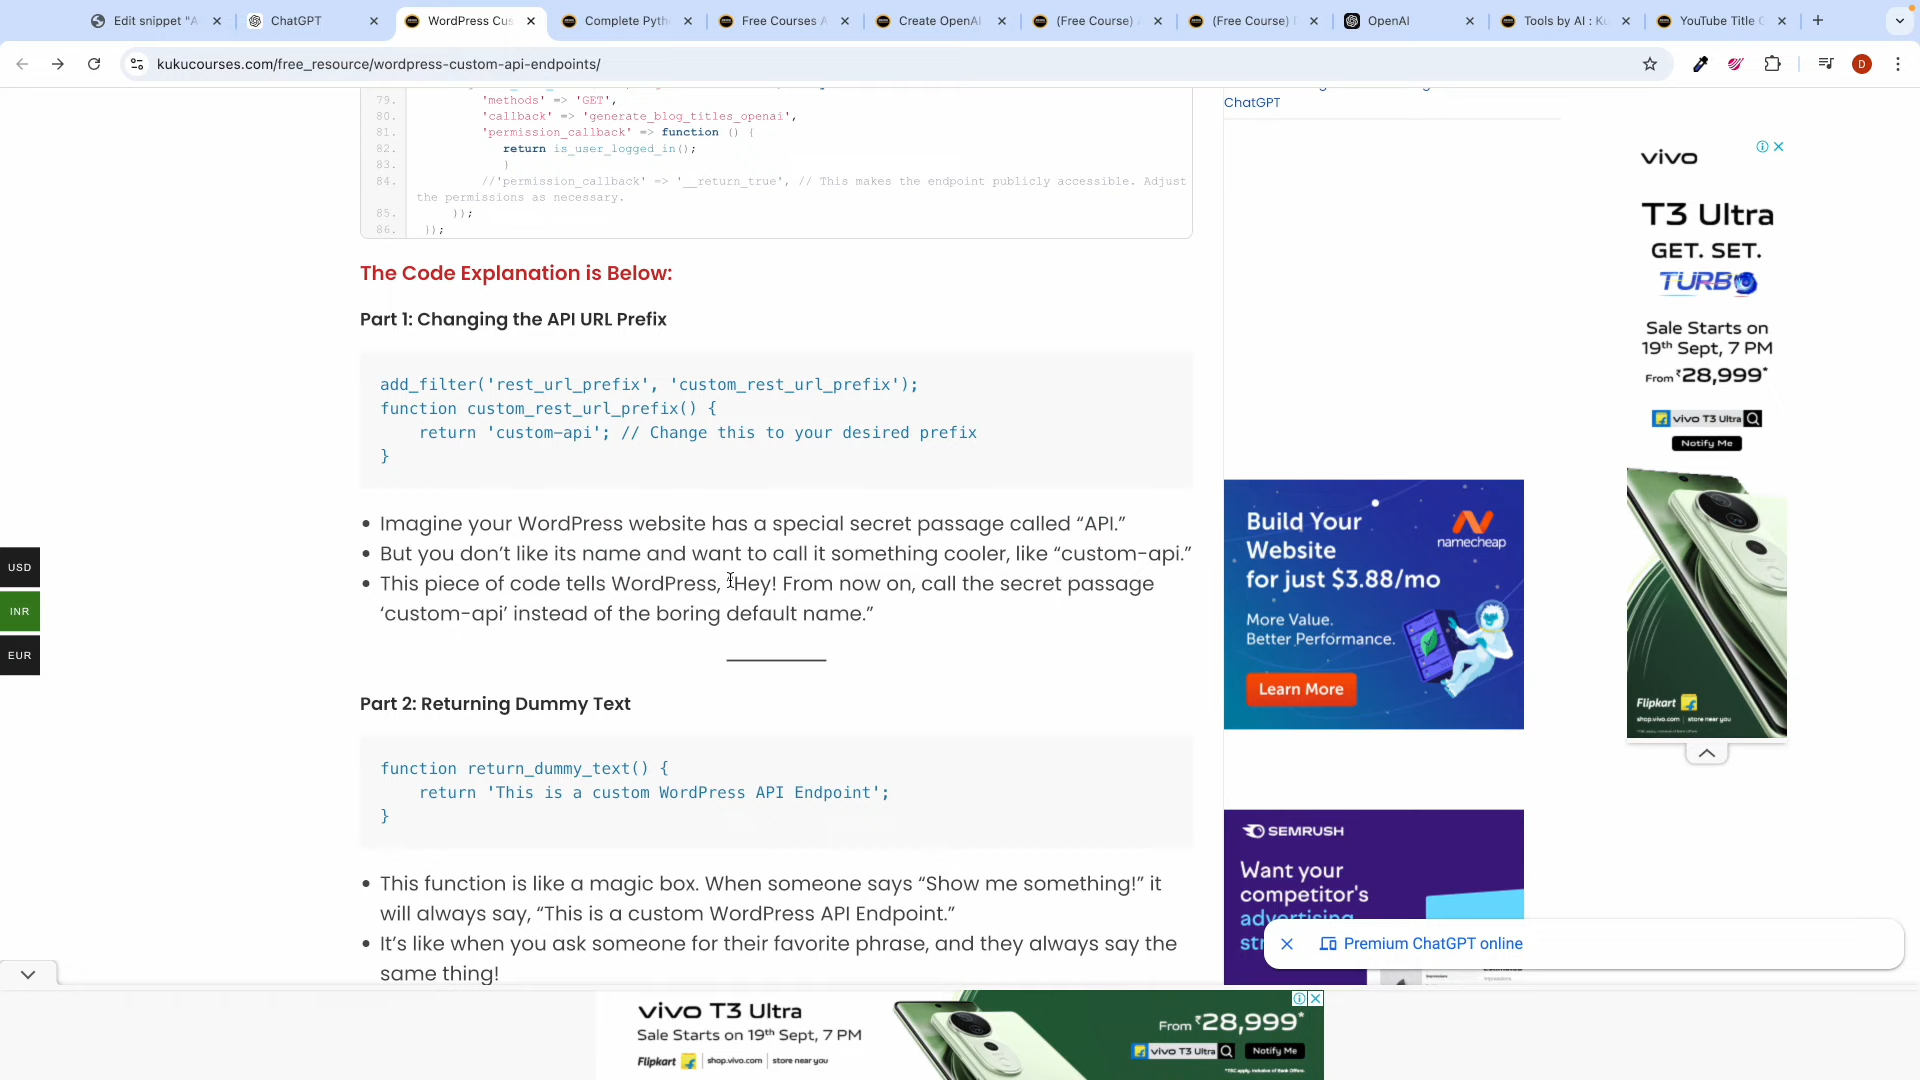 Edit snippet "A
ChatGPT
WordPress Cus
Complete Pyth
Free Courses A
Create OpenAI
(Free Course)
(Free Course)
OpenAI
Tools by AI : Ku
YouTube Title G
kukucourses.com/free_resource/wordpress-custom-api-endpoints/
D
ChatGPT
79. 'methods' => 'GET',
80. 'callback' => 'generate_blog_titles_openai',
81. 'permission_callback' => function () {
82. return is_user_logged_in();
83. }
84. //'permission_callback' => '__return_true', // This makes the endpoint publicly accessible. Adjust
the permissions as necessary.
85. ));
86. });
The Code Explanation is Below:
Part 1: Changing the API URL Prefix
add_filter('rest_url_prefix', 'custom_rest_url_prefix');
function custom_rest_url_prefix() {
return 'custom-api'; // Change this to your desired prefix
}
• Imagine your WordPress website has a special secret passage called “API.”
• But you don’t like its name and want to call it something cooler, like “custom-api.”
• This piece of code tells WordPress, “Hey! From now on, call the secret passage
‘custom-api’ instead of the boring default name.”
Part 2: Returning Dummy Text
function return_dummy_text() {
return 'This is a custom WordPress API Endpoint';
}
• This function is like a magic box. When someone says “Show me something!” it
will always say, “This is a custom WordPress API Endpoint.”
• It’s like when you ask someone for their favorite phrase, and they always say the
same thing!
USD
INR
EUR
Build Your
Website
for just $3.88/mo
namecheap
More Value.
Better Performance.
Learn More
SEMRUSH
Want your
competitor's
advertising
Premium ChatGPT online
vivo
T3 Ultra
GET. SET.
TURBO
Sale Starts on
19th Sept, 7 PM
From ₹28,999*
vivo T3 Ultra
Notify Me
Flipkart
shop.vivo.com | store near you
vivo T3 Ultra
Sale Starts on 19th Sept, 7 PM
Flipkart | shop.vivo.com | store near you
From ₹28,999*
vivo T3 Ultra
Notify Me